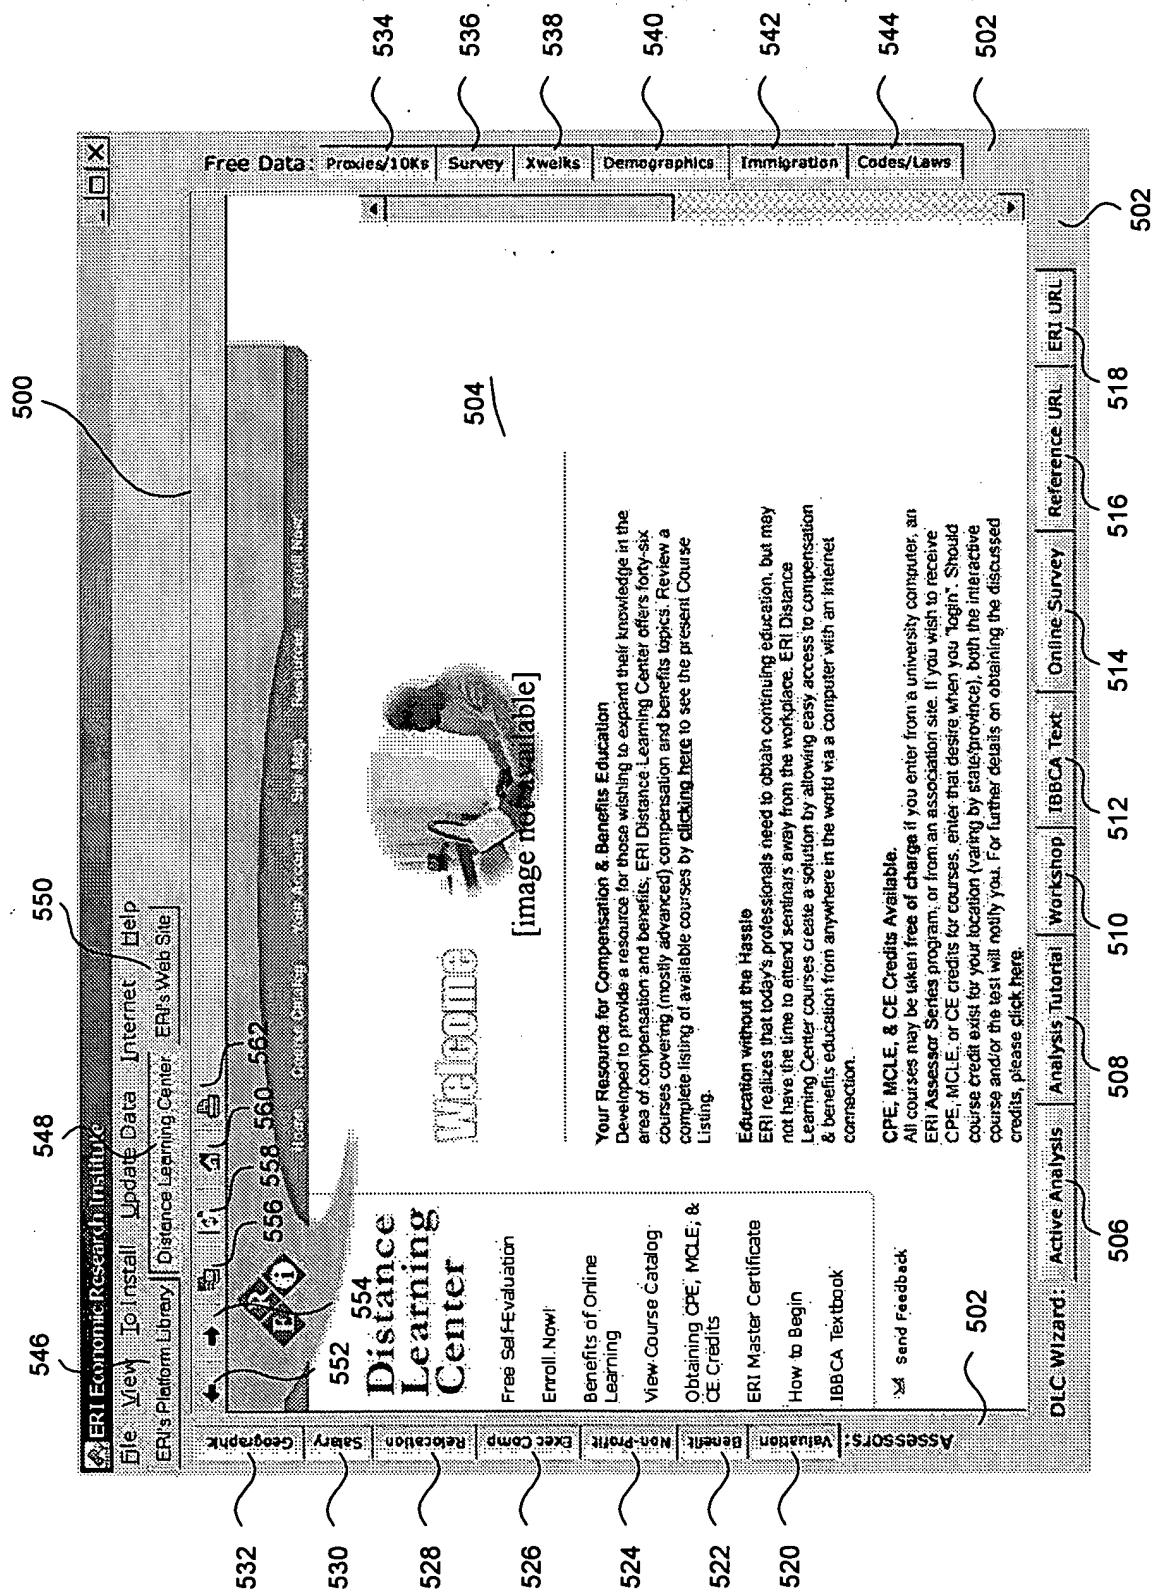 500
546
548
550
ERI Economic Research Institute
File View To Install Update Data Internet Help
ERI's Platform Library Distance Learning Center ERI's Web Site
552
554
556
558
560
562
Home Course Catalog Your Account Site Map Resources Enroll Now
Distance
Learning
Center
Free Self-Evaluation
Enroll Now!
Benefits of Online
Learning
View Course Catalog
Obtaining CPE, MCLE, &
CE Credits
ERI Master Certificate
How to Begin
IBBCA Textbook
Send Feedback
Welcome
[image not available]
504
Your Resource for Compensation & Benefits Education
Developed to provide a resource for those wishing to expand their knowledge in the
area of compensation and benefits, ERI Distance Learning Center offers forty-six
courses covering (mostly advanced) compensation and benefits topics. Review a
complete listing of available courses by clicking here to see the present Course
Listing.
Education without the Hassle
ERI realizes that today's professionals need to obtain continuing education, but may
not have the time to attend seminars away from the workplace. ERI Distance
Learning Center courses create a solution by allowing easy access to compensation
& benefits education from anywhere in the world via a computer with an Internet
connection.
CPE, MCLE, & CE Credits Available.
All courses may be taken free of charge if you enter from a university computer, an
ERI Assessor Series program, or from an association site. If you wish to receive
CPE, MCLE, or CE credits for courses, enter that desire when you "login". Should
course credit exist for your location (varing by state/province), both the interactive
course and/or the test will notify you. For further details on obtaining the discussed
credits, please click here.
Assessors:
Valuation
Benefit
Non-Profit
Exec Comp
Relocation
Salary
Geographic
532
530
528
526
524
522
520
Free Data:
Proxies/10Ks
Survey
Xwalks
Demographics
Immigration
Codes/Laws
534
536
538
540
542
544
502
DLC Wizard: Active Analysis Analysis Tutorial Workshop IBBCA Text Online Survey Reference URL ERI URL
502
506
508
510
512
514
516
518
502